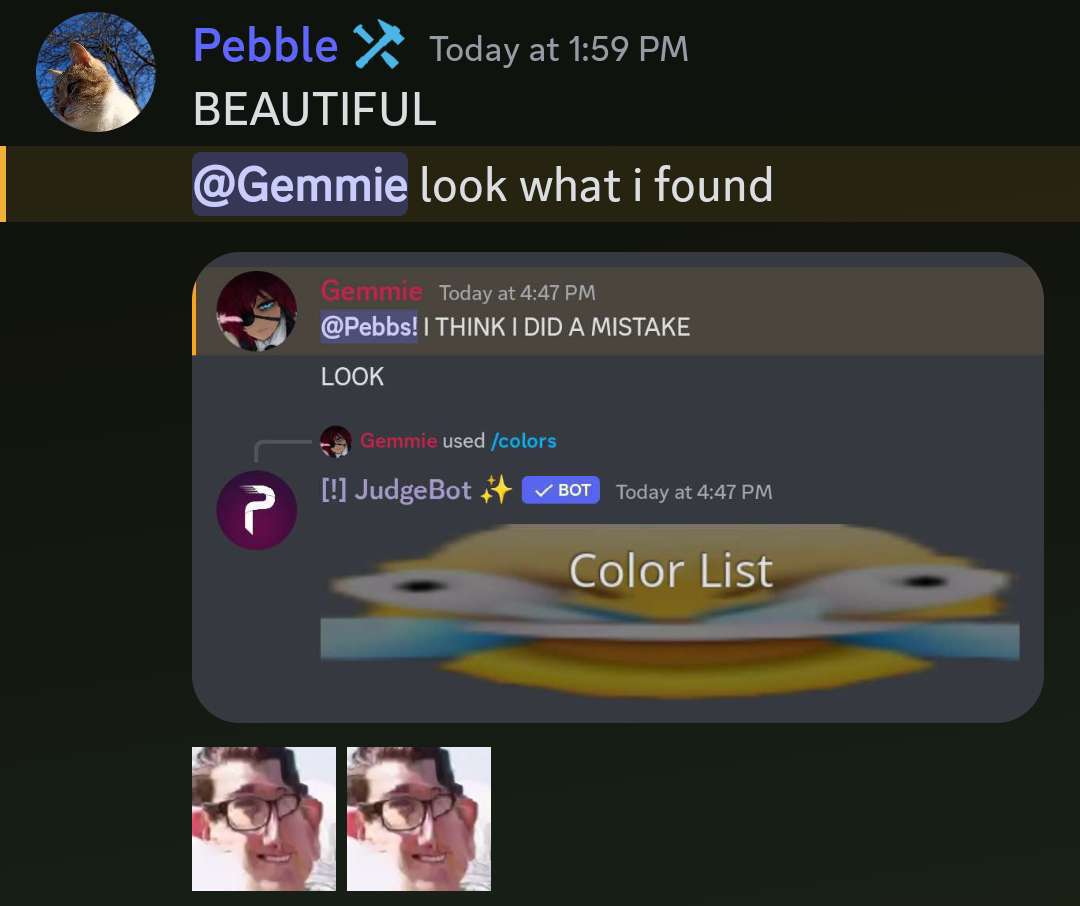 Pebble Today at 1:59 PM
BEAUTIFUL
@Gemmie look what i found
Gemmie Today at 4:47 PM
@Pebbs! I THINK I DID A MISTAKE
LOOK
Gemmie used /colors
[!] JudgeBot ✨ ✓ BOT Today at 4:47 PM
Color List